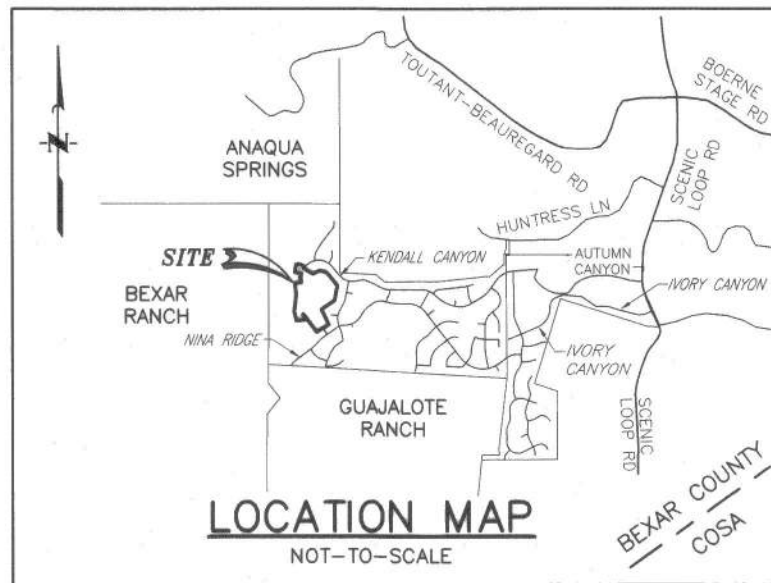 TOUTANT-BEAUREGARD RD
BOERNE
STAGE RD
ANAQUA
SPRINGS
N
SCENIC
LOOP RD
HUNTRESS LN
SITE
KENDALL CANYON
AUTUMN
CANYON
BEXAR
RANCH
IVORY CANYON
NINA RIDGE
IVORY
CANYON
GUAJALOTE
RANCH
SCENIC
LOOP RD
LOCATION MAP
NOT-TO-SCALE
BEXAR COUNTY
COSA